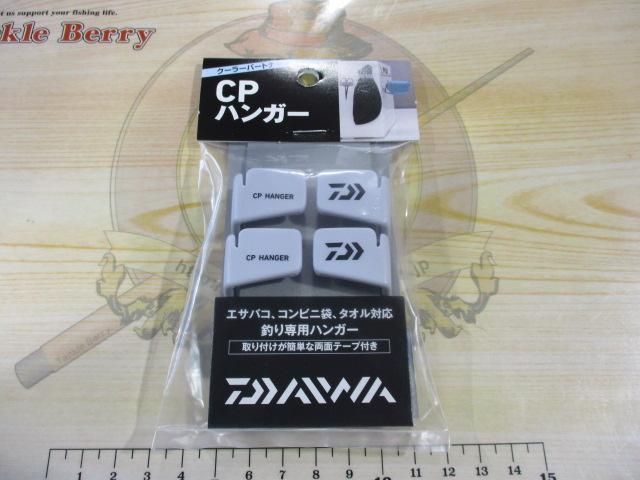 t us support your fishing life.
ckle Berry
クーラーパーツ
CP
ハンガー
CP HANGER
CP HANGER
エサバコ、コンビニ袋、タオル対応
釣り専用ハンガー
取り付けが簡単な両面テープ付き
DAIWA
Tackle Berry
jp
1 2 3 4 5 6 7 8 9 10 11 12 13 14 15